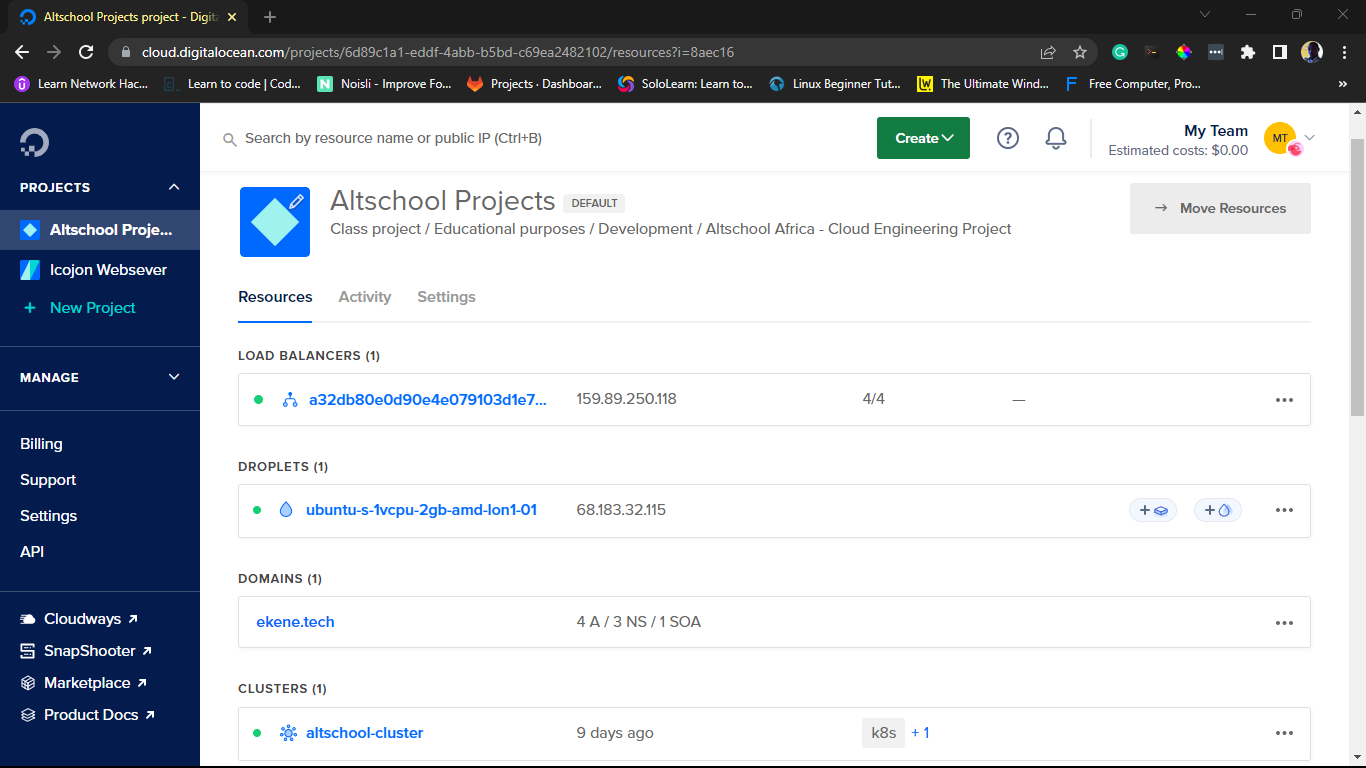 Altschool Projects project - Digita
cloud.digitalocean.com/projects/6d89c1a1-eddf-4abb-b5bd-c69ea2482102/resources?i=8aec16
Learn Network Hac...
Learn to code | Cod...
Noisli - Improve Fo...
Projects · Dashboar...
SoloLearn: Learn to...
Linux Beginner Tut...
The Ultimate Wind...
Free Computer, Pro...
»
PROJECTS
Altschool Proje...
Icojon Websever
+ New Project
MANAGE
Billing
Support
Settings
API
Cloudways
SnapShooter
Marketplace
Product Docs
Search by resource name or public IP (Ctrl+B)
Create
My Team
Estimated costs: $0.00
MT
Altschool Projects DEFAULT
Class project / Educational purposes / Development / Altschool Africa - Cloud Engineering Project
→ Move Resources
Resources Activity Settings
LOAD BALANCERS (1)
a32db80e0d90e4e079103d1e7... 159.89.250.118 4/4 —
DROPLETS (1)
ubuntu-s-1vcpu-2gb-amd-lon1-01 68.183.32.115
DOMAINS (1)
ekene.tech 4 A / 3 NS / 1 SOA
CLUSTERS (1)
altschool-cluster 9 days ago k8s + 1